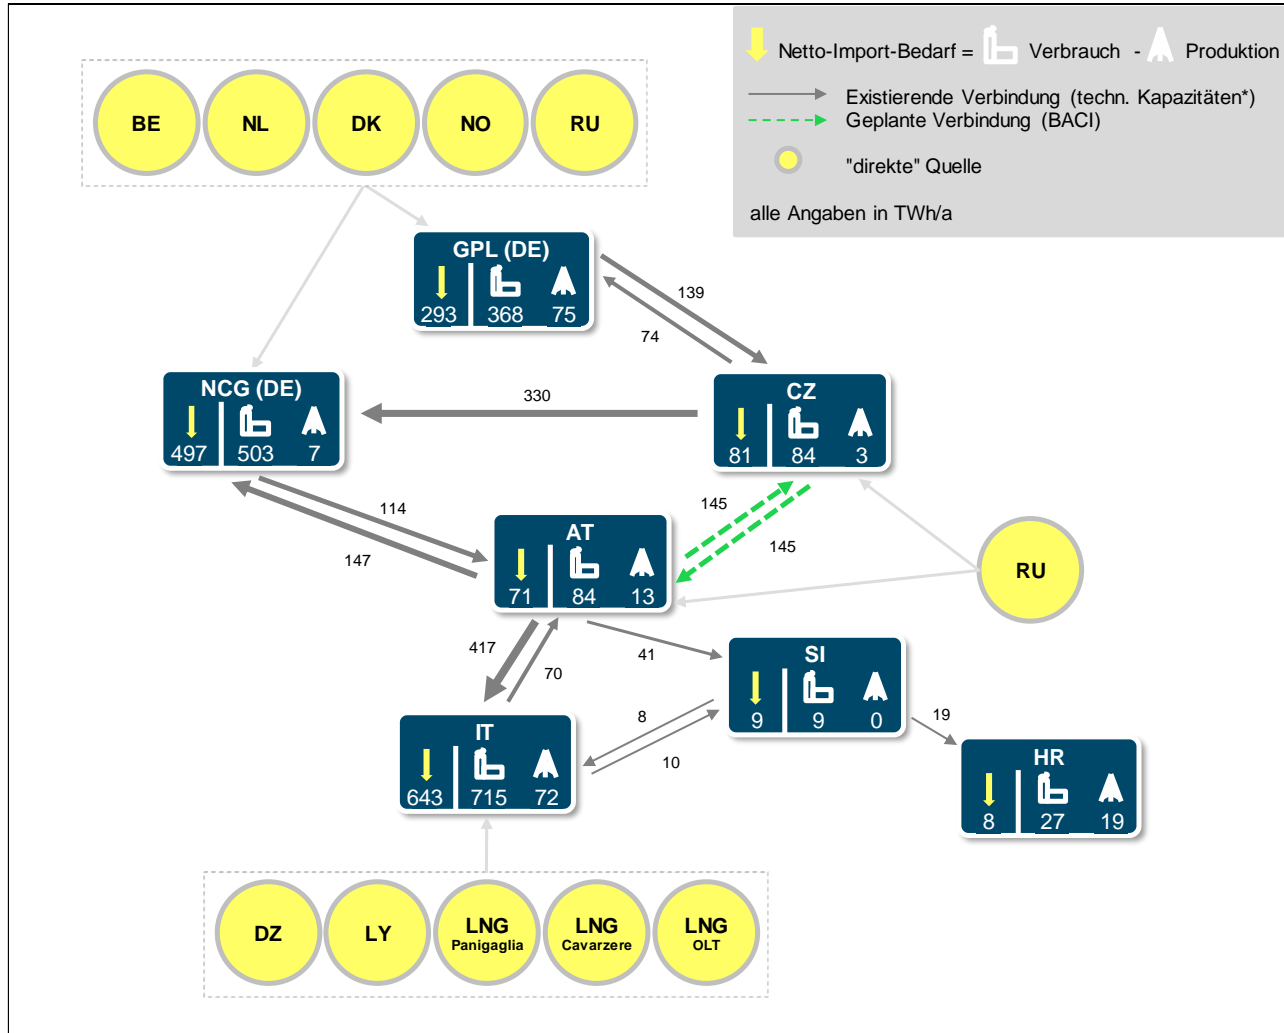 Netto-Import-Bedarf = Verbrauch - Produktion
Existierende Verbindung (techn. Kapazitäten*)
Geplante Verbindung (BACI)
"direkte" Quelle
alle Angaben in TWh/a
BE NL DK NO RU
GPL (DE)
293 368 75
139
74
NCG (DE)
497 503 7
330
CZ
81 84 3
114
147
145
145
AT
71 84 13
RU
417
70
41
SI
9 9 0
8
10
19
IT
643 715 72
HR
8 27 19
DZ LY
LNG
Panigaglia
LNG
Cavarzere
LNG
OLT